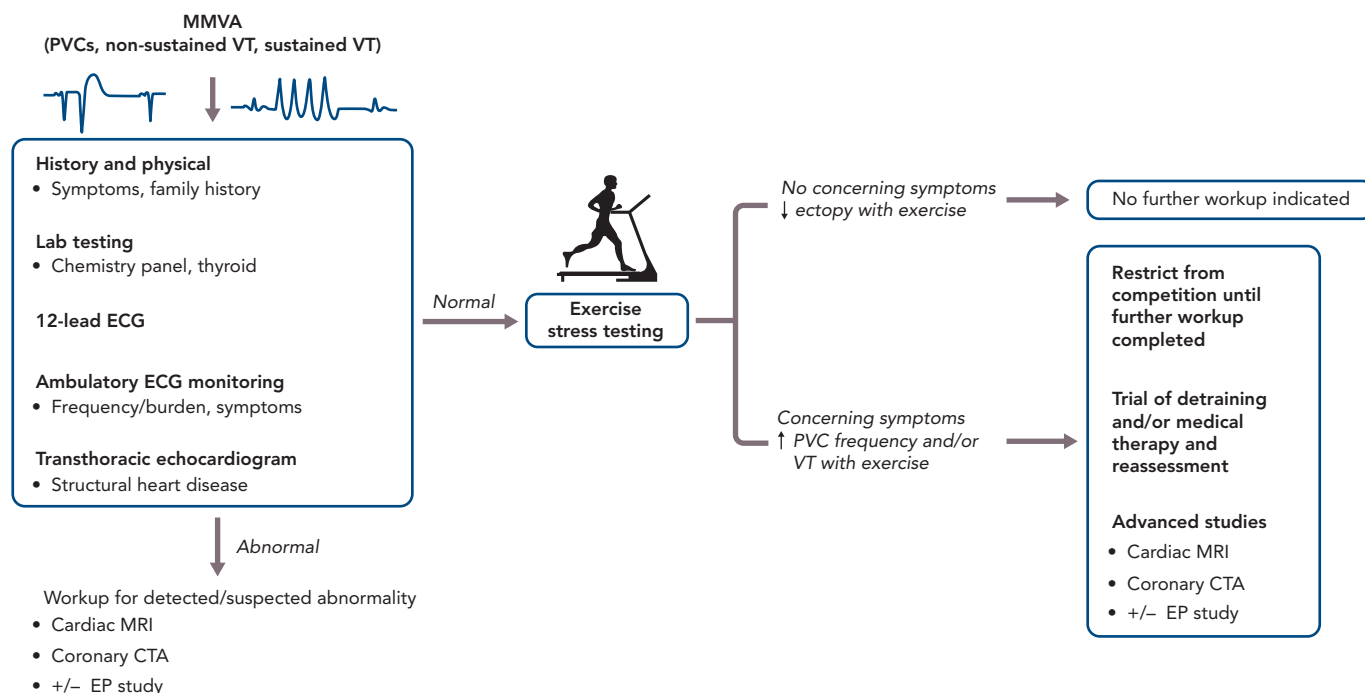 MMVA
(PVCs, non-sustained VT, sustained VT)
History and physical
• Symptoms, family history
Lab testing
• Chemistry panel, thyroid
12-lead ECG
Ambulatory ECG monitoring
• Frequency/burden, symptoms
Transthoracic echocardiogram
• Structural heart disease
Abnormal
Workup for detected/suspected abnormality
• Cardiac MRI
• Coronary CTA
• +/– EP study
Normal
Exercise
stress testing
No concerning symptoms
↓ ectopy with exercise
No further workup indicated
Concerning symptoms
↑ PVC frequency and/or
VT with exercise
Restrict from
competition until
further workup
completed
Trial of detraining
and/or medical
therapy and
reassessment
Advanced studies
• Cardiac MRI
• Coronary CTA
• +/– EP study